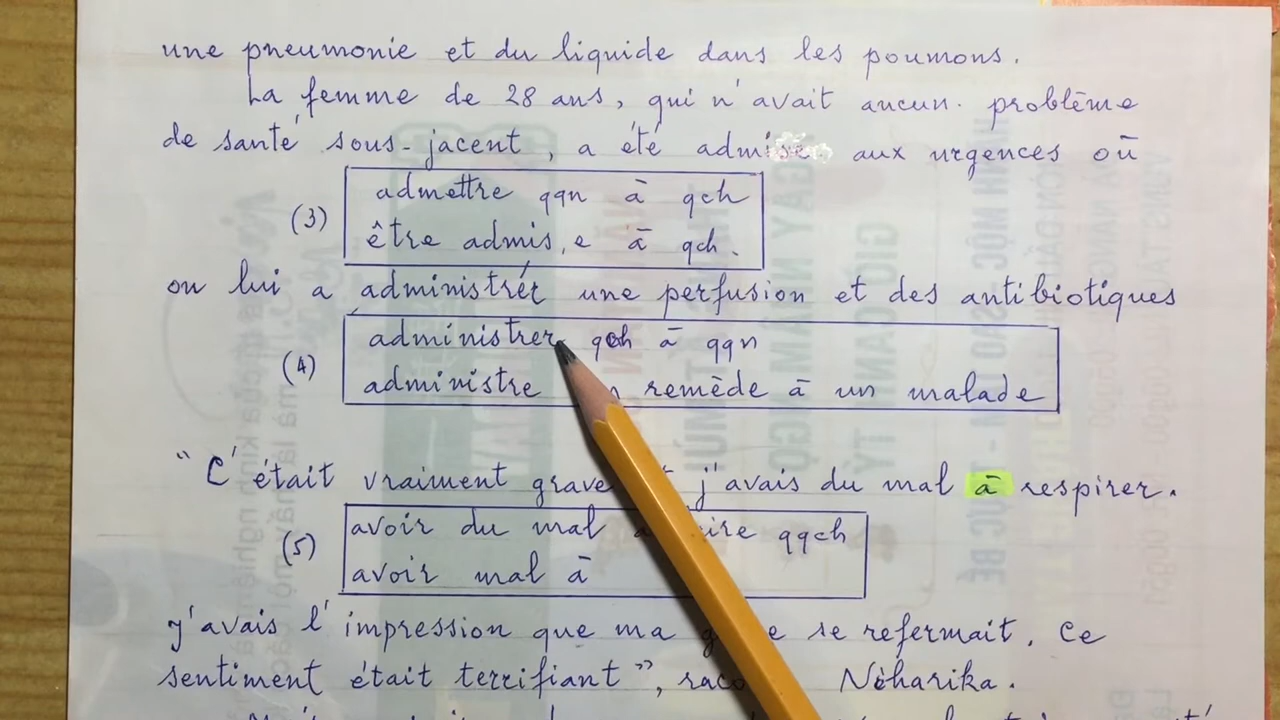 une pneumonie et du liquide dans les poumons.
La femme de 28 ans, qui n'avait aucun problème
de santé sous-jacent, a été admise aux urgences où
(3) admettre qqn à qch
être admis, e à qch.
on lui a administrér une perfusion et des antibiotiques
(4) administrer qch à qqn
administre remède à un malade
"C'était vraiment grave j'avais du mal à respirer.
(5) avoir du mal qqch
avoir mal à
y'avais l'impression que ma se refermait. Ce
sentiment était terrifiant", Nèharika.